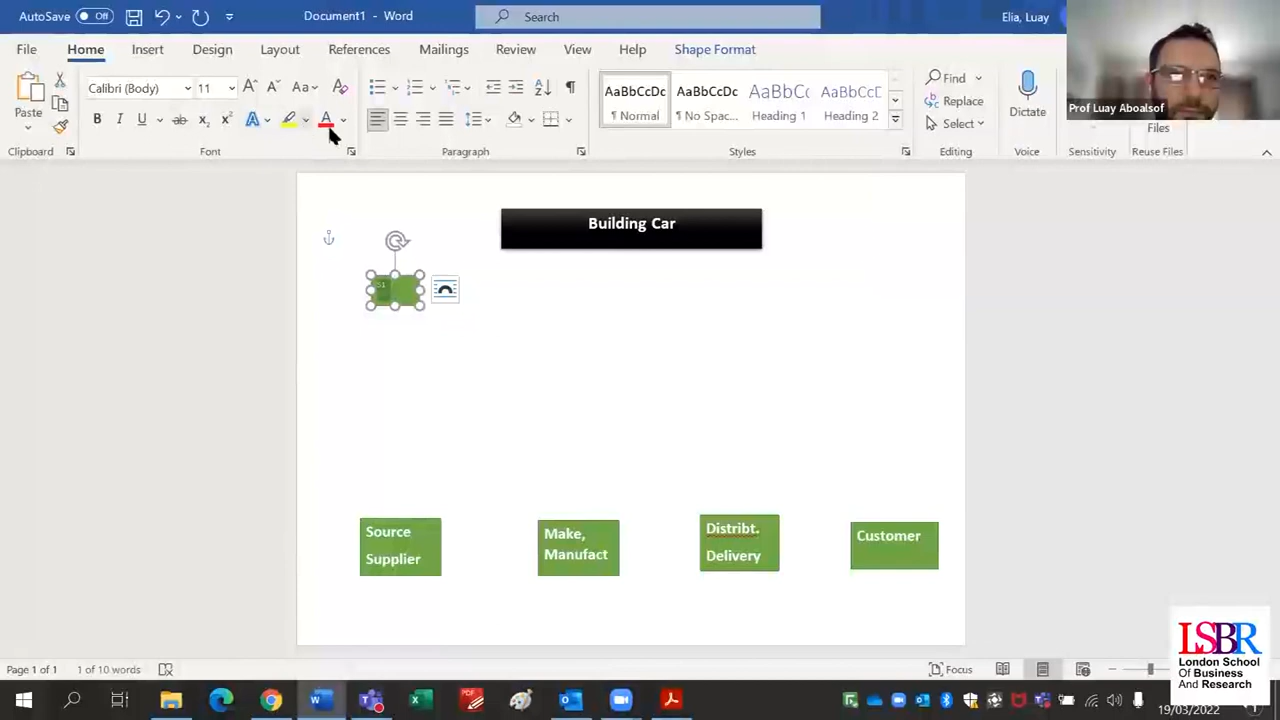 AutoSave Off Document1 - Word Search Elia, Luay
File Home Insert Design Layout References Mailings Review View Help Shape Format
Paste
Clipboard
Calibri (Body) 11
Font
Paragraph
AaBbCcDc AaBbCcDc AaBbCc AaBbCcD
¶ Normal ¶ No Spac... Heading 1 Heading 2
Styles
Find
Replace
Select
Editing
Dictate
Voice
Sensitivity
Files
Reuse Files
Prof Luay Aboalsof
Building Car
S1
Source
Supplier
Make,
Manufact
Distribt.
Delivery
Customer
Page 1 of 1 1 of 10 words Focus
LSBR
London School
Of Business
And Research
19/03/2022